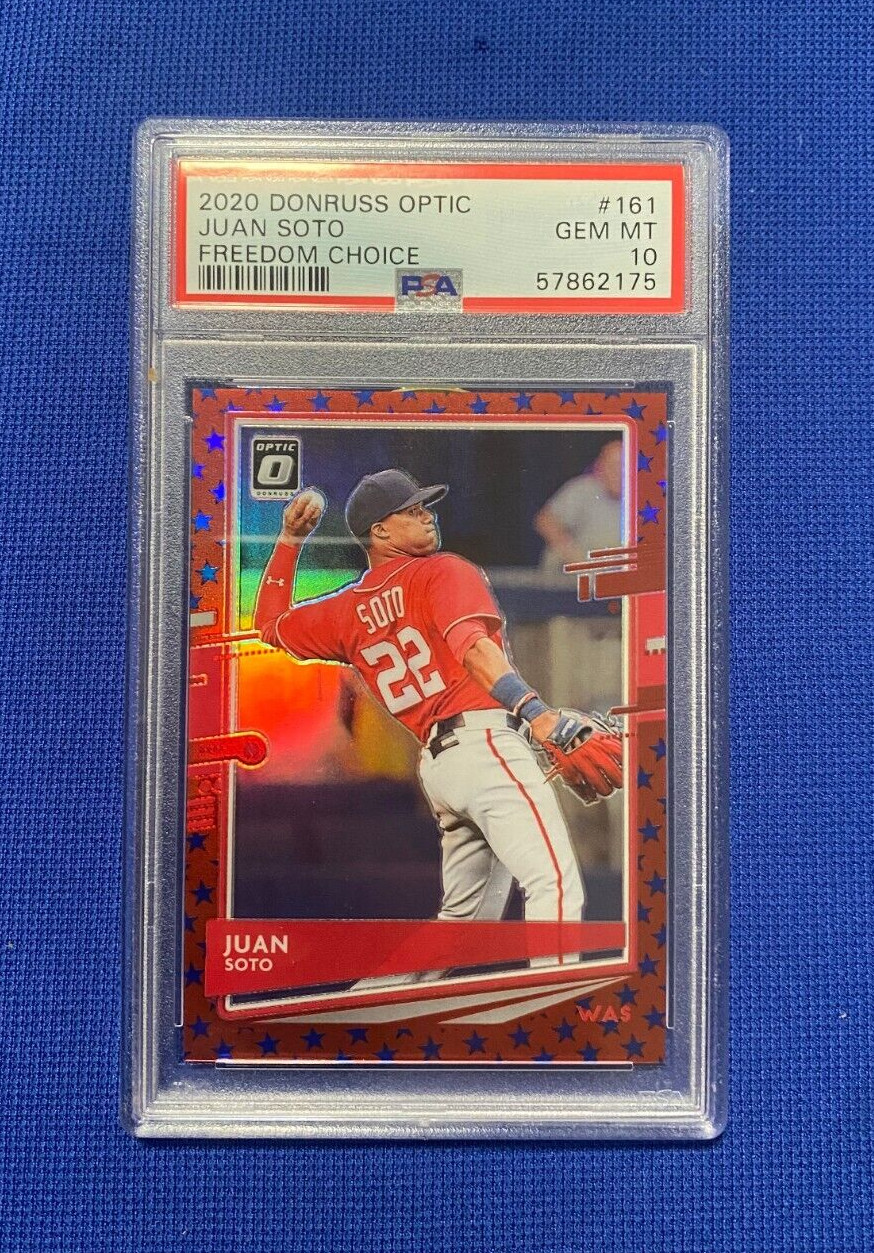 2020 DONRUSS OPTIC #161
JUAN SOTO GEM MT
FREEDOM CHOICE 10
PSA 57862175
OPTIC
O
DONRUSS
SOTO
22
JUAN
SOTO
WAS